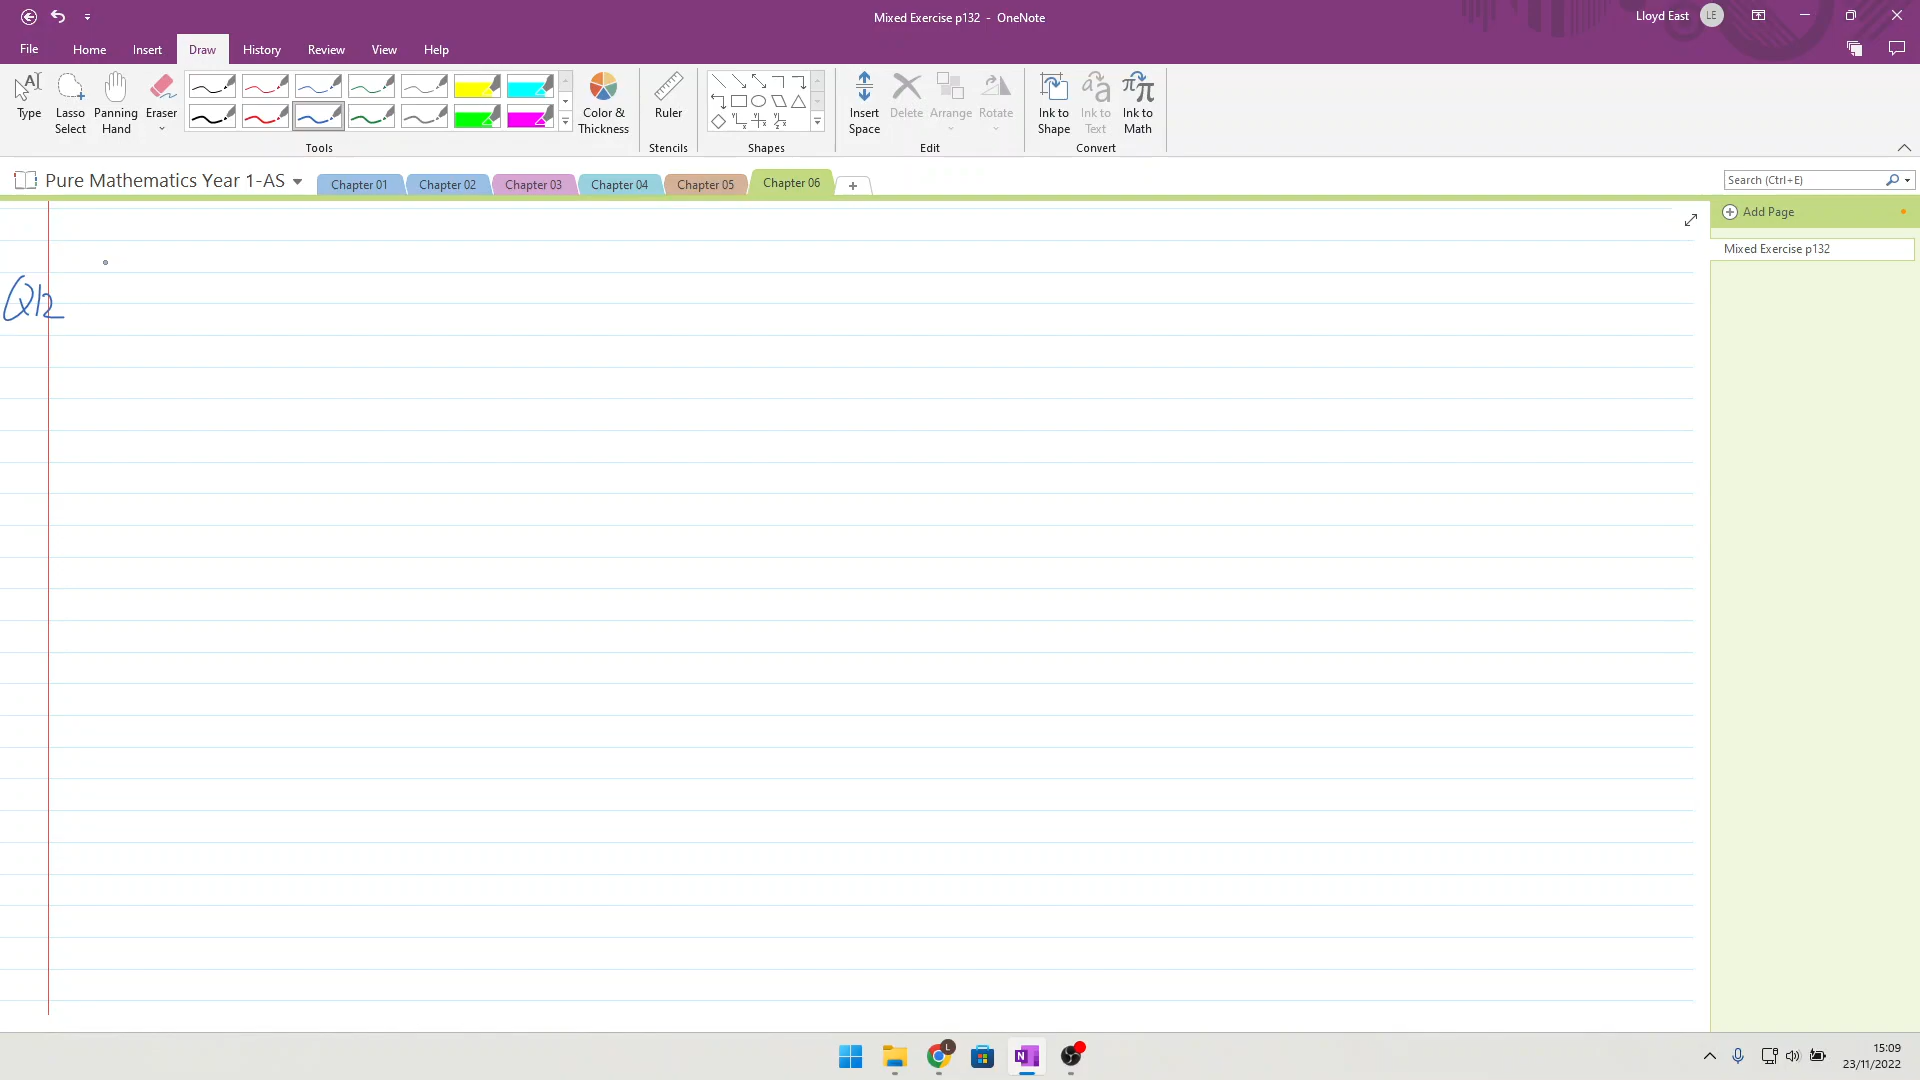 Mixed Exercise p132 - OneNote
Lloyd East
LE
File
Home
Insert
Draw
History
Review
View
Help
Type
Lasso
Select
Panning
Hand
Eraser
Color &
Thickness
Ruler
Insert
Space
Delete
Arrange
Rotate
Ink to
Shape
Ink to
Text
Ink to
Math
Tools
Stencils
Shapes
Edit
Convert
Pure Mathematics Year 1-AS
Chapter 01
Chapter 02
Chapter 03
Chapter 04
Chapter 05
Chapter 06
Search (Ctrl+E)
Add Page
Mixed Exercise p132
Q12
L
N
15:09
23/11/2022